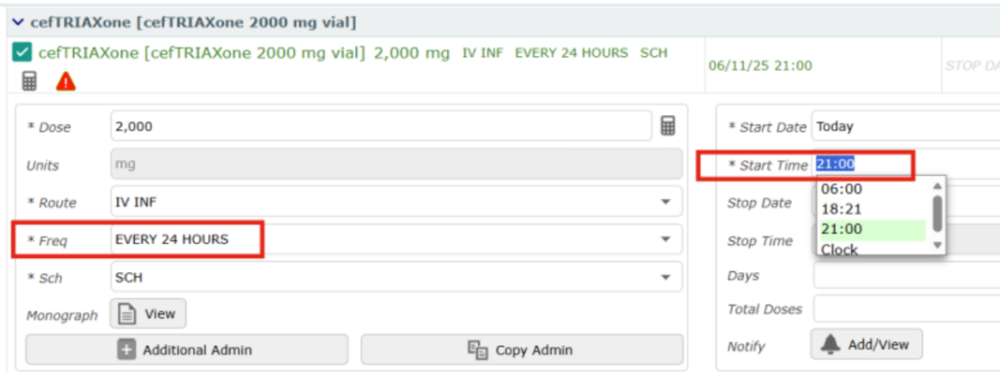 cefTRIAXone [cefTRIAXone 2000 mg vial]
cefTRIAXone [cefTRIAXone 2000 mg vial] 2,000 mg IV INF EVERY 24 HOURS SCH
06/11/25 21:00
STOP DA
* Dose 2,000
Units mg
* Route IV INF
* Freq EVERY 24 HOURS
* Sch SCH
Monograph View
Additional Admin Copy Admin
* Start Date Today
* Start Time 21:00
06:00
18:21
21:00
Clock
Stop Date
Stop Time
Days
Total Doses
Notify Add/View